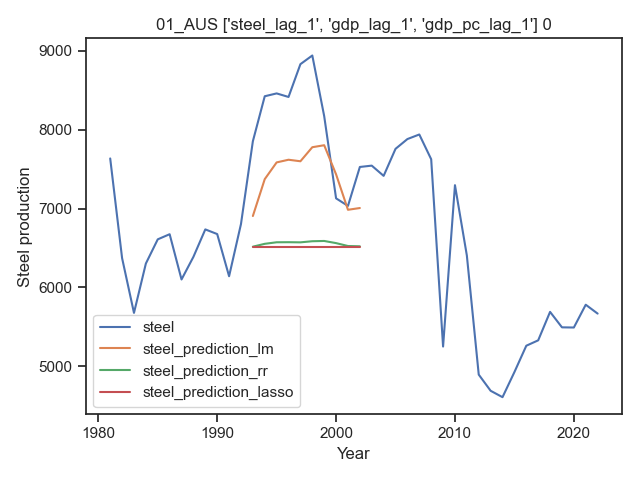 01_AUS ['steel_lag_1', 'gdp_lag_1', 'gdp_pc_lag_1'] 0
9000
8000
7000
6000
5000
Steel production
steel
steel_prediction_lm
steel_prediction_rr
steel_prediction_lasso
1980
1990
2000
2010
2020
Year